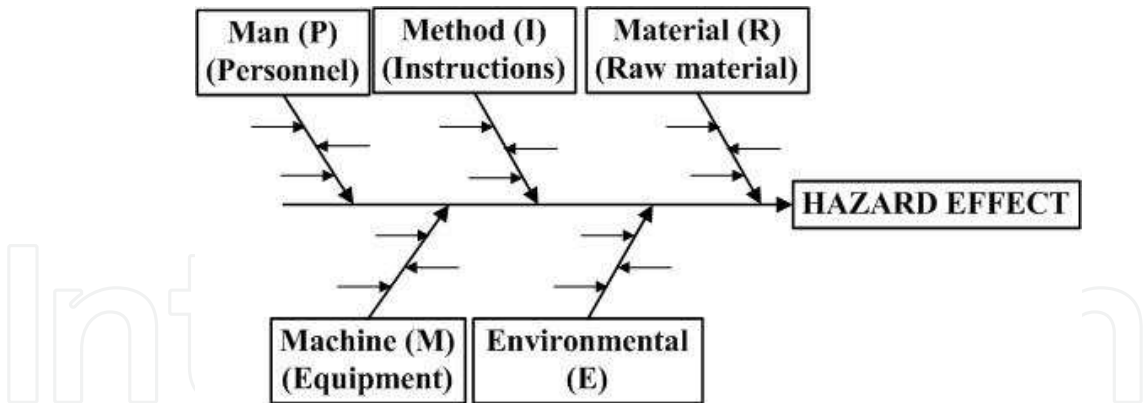 Man (P)
(Personnel)
Method (I)
(Instructions)
Material (R)
(Raw material)
HAZARD EFFECT
Machine (M)
(Equipment)
Environmental
(E)